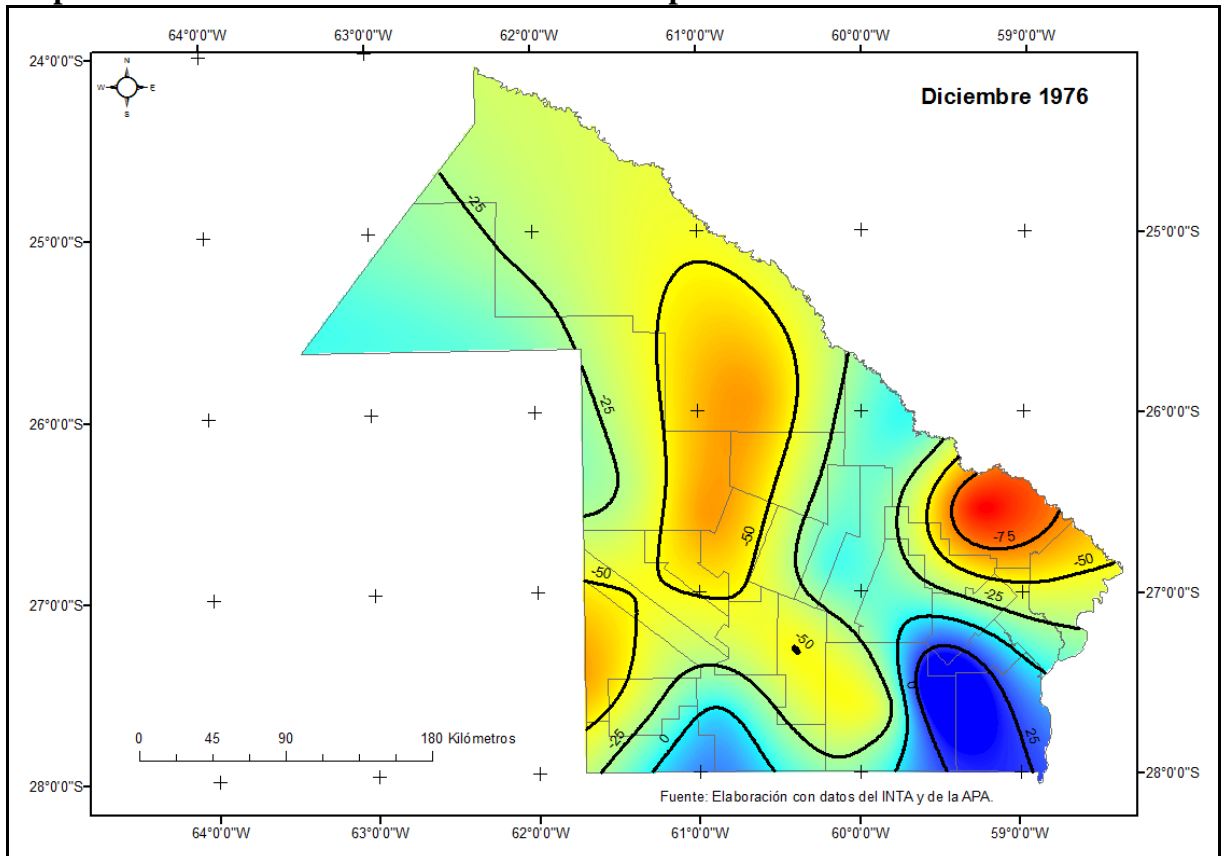 64°0'0"W 63°0'0"W 62°0'0"W 61°0'0"W 60°0'0"W 59°0'0"W
24°0'0"S
N
W E
S
Diciembre 1976
-25
25°0'0"S 25°0'0"S
-25
26°0'0"S 26°0'0"S
-50
-75
-50
-50
-25
27°0'0"S 27°0'0"S
-50
0
-25
0
25
0 45 90 180 Kilómetros
28°0'0"S 28°0'0"S
Fuente: Elaboración con datos del INTA y de la APA.
64°0'0"W 63°0'0"W 62°0'0"W 61°0'0"W 60°0'0"W 59°0'0"W